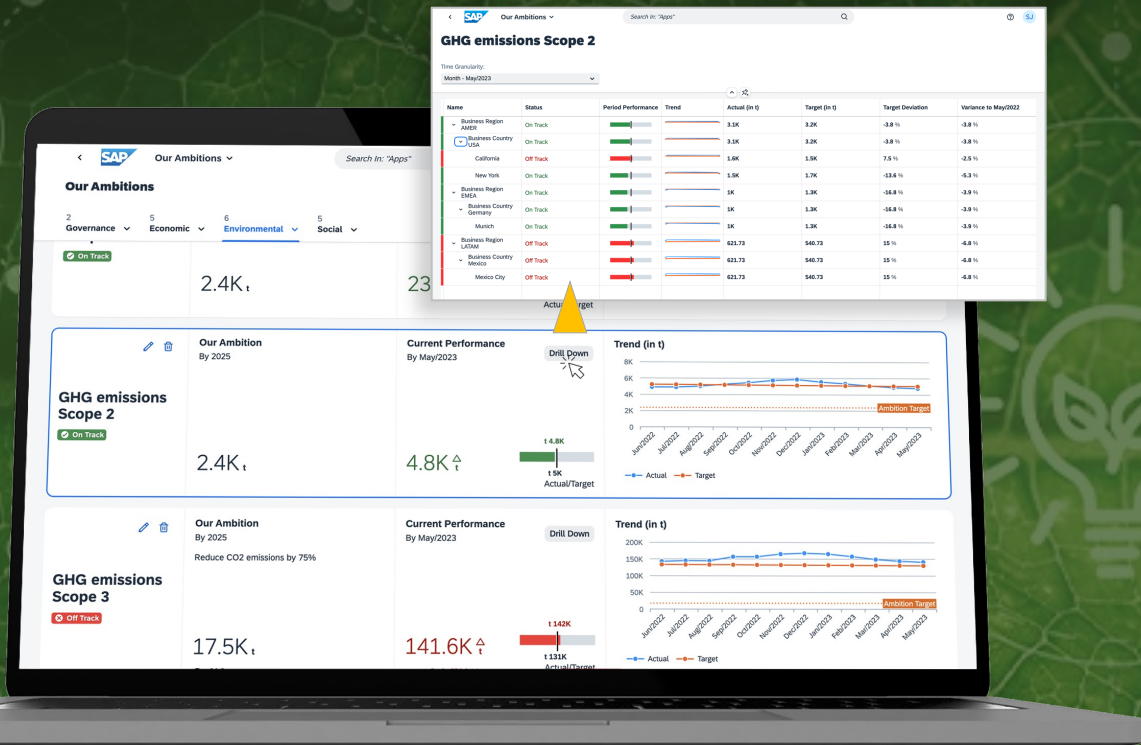 SAP
Our Ambitions
Search In: "Apps"
SJ
GHG emissions Scope 2
Time Granularity:
Month - May/2023
Name Status Period Performance Trend Actual (in t) Target (in t) Target Deviation Variance to May/2022
Business Region AMER On Track 3.1K 3.2K -3.8 % -3.8 %
Business Country USA On Track 3.1K 3.2K -3.8 % -3.8 %
California Off Track 1.6K 1.5K 7.5 % -2.5 %
New York On Track 1.5K 1.7K -13.6 % -5.3 %
Business Region EMEA On Track 1K 1.3K -16.8 % -3.9 %
Business Country Germany On Track 1K 1.3K -16.8 % -3.9 %
Munich On Track 1K 1.3K -16.8 % -3.9 %
Business Region LATAM Off Track 621.73 540.73 15 % -6.8 %
Business Country Mexico Off Track 621.73 540.73 15 % -6.8 %
Mexico City Off Track 621.73 540.73 15 % -6.8 %
SAP
Our Ambitions
Search In: "Apps"
Our Ambitions
2 5 6 5
Governance Economic Environmental Social
On Track
2.4K t
23
GHG emissions
Scope 2
On Track
Our Ambition
By 2025
2.4K t
Current Performance
By May/2023
Drill Down
4.8K t
t 4.8K
t 5K
Actual/Target
Trend (in t)
8K
6K
4K
2K
0
Ambition Target
Jun/2022 Jul/2022 Aug/2022 Sep/2022 Oct/2022 Nov/2022 Dec/2022 Jan/2023 Feb/2023 Mar/2023 Apr/2023 May/2023
Actual Target
GHG emissions
Scope 3
Off Track
Our Ambition
By 2025
Reduce CO2 emissions by 75%
17.5K t
Current Performance
By May/2023
Drill Down
141.6K t
t 142K
t 131K
Actual/Target
Trend (in t)
200K
150K
100K
50K
0
Ambition Target
Jun/2022 Jul/2022 Aug/2022 Sep/2022 Oct/2022 Nov/2022 Dec/2022 Jan/2023 Feb/2023 Mar/2023 Apr/2023 May/2023
Actual Target